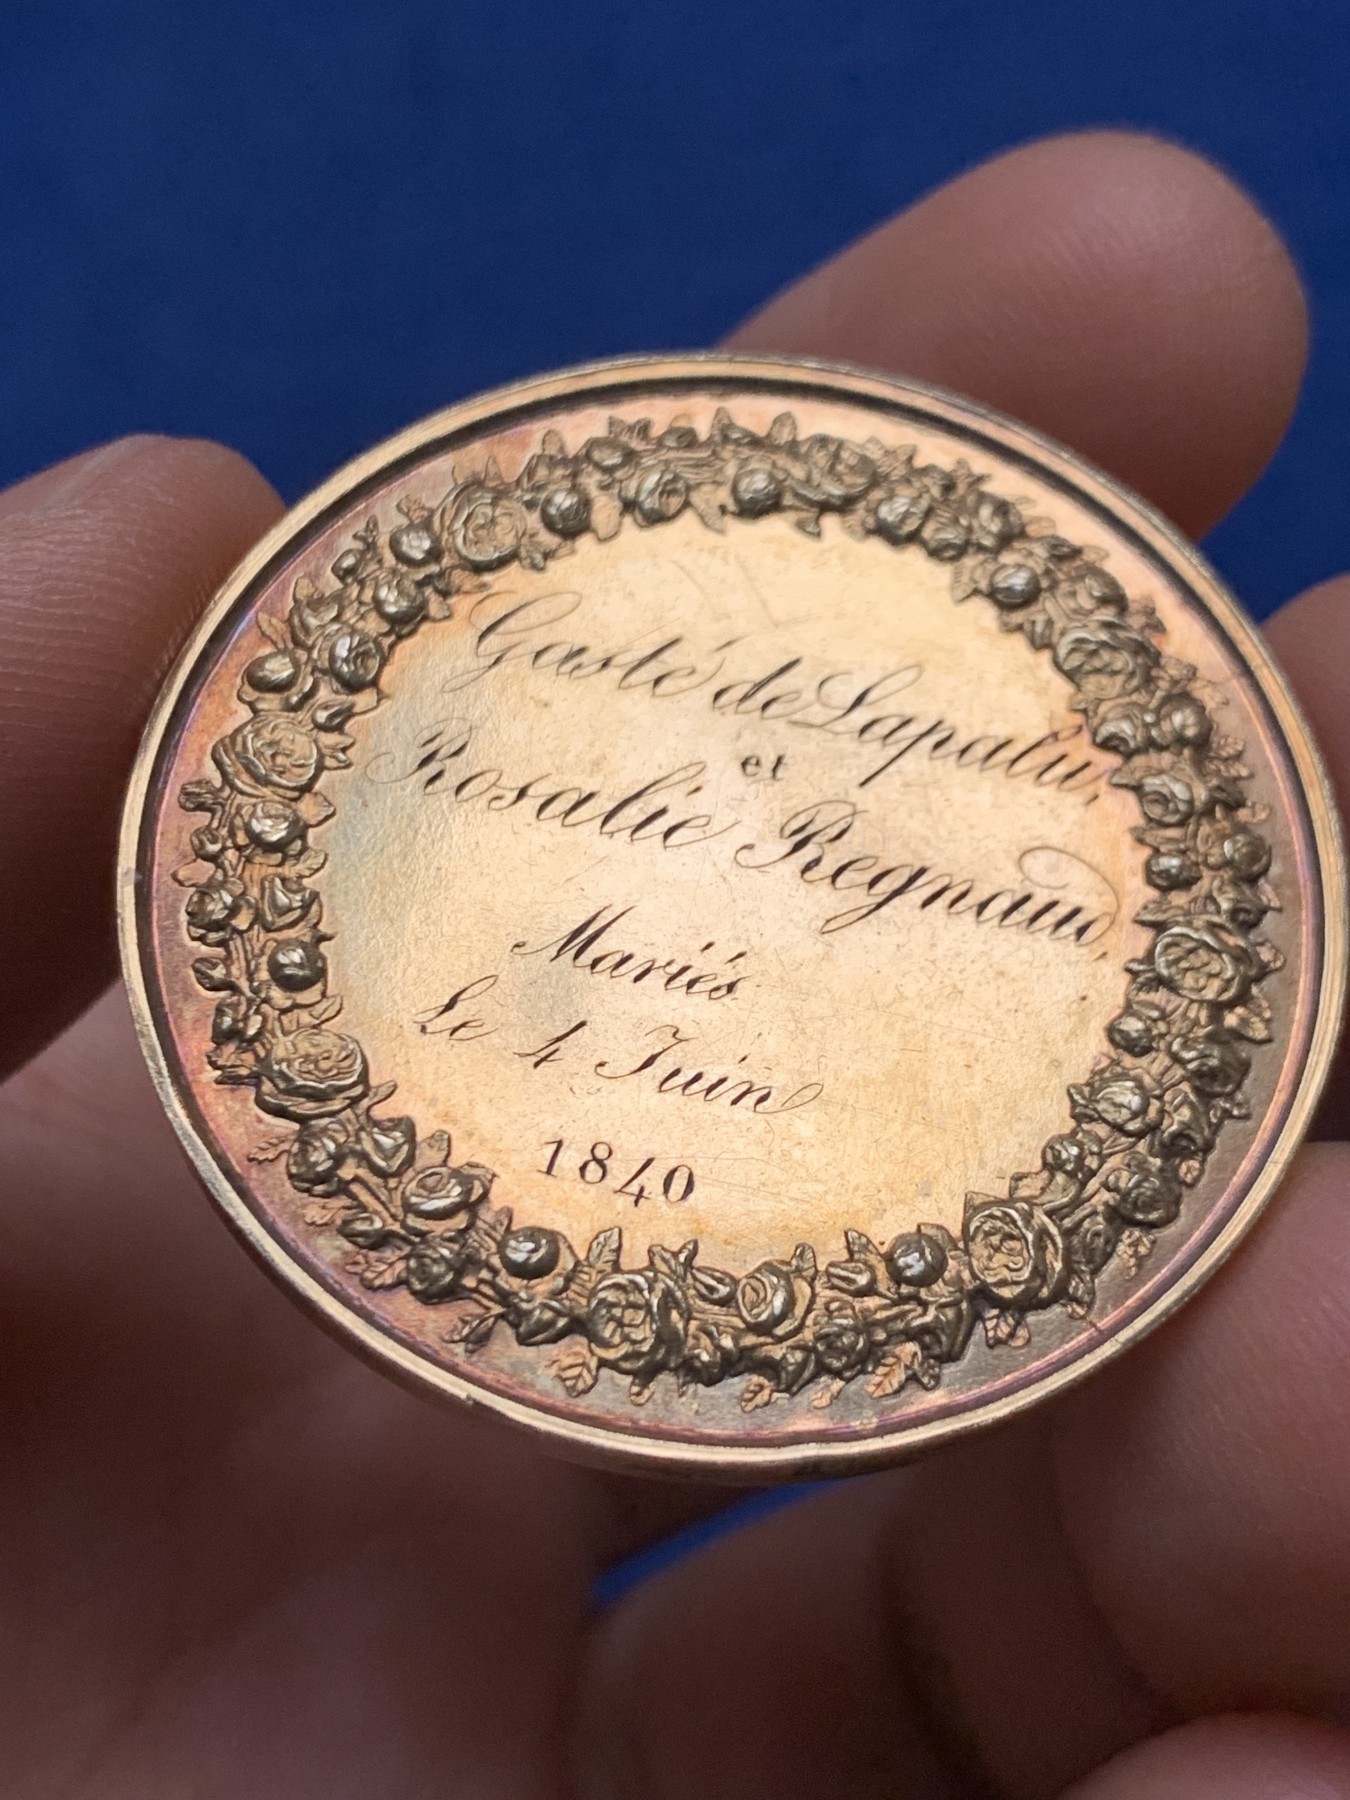 Gasté de Lapalu,
et
Rosalie Regnaud
Mariés
Le 4 Juin
1840